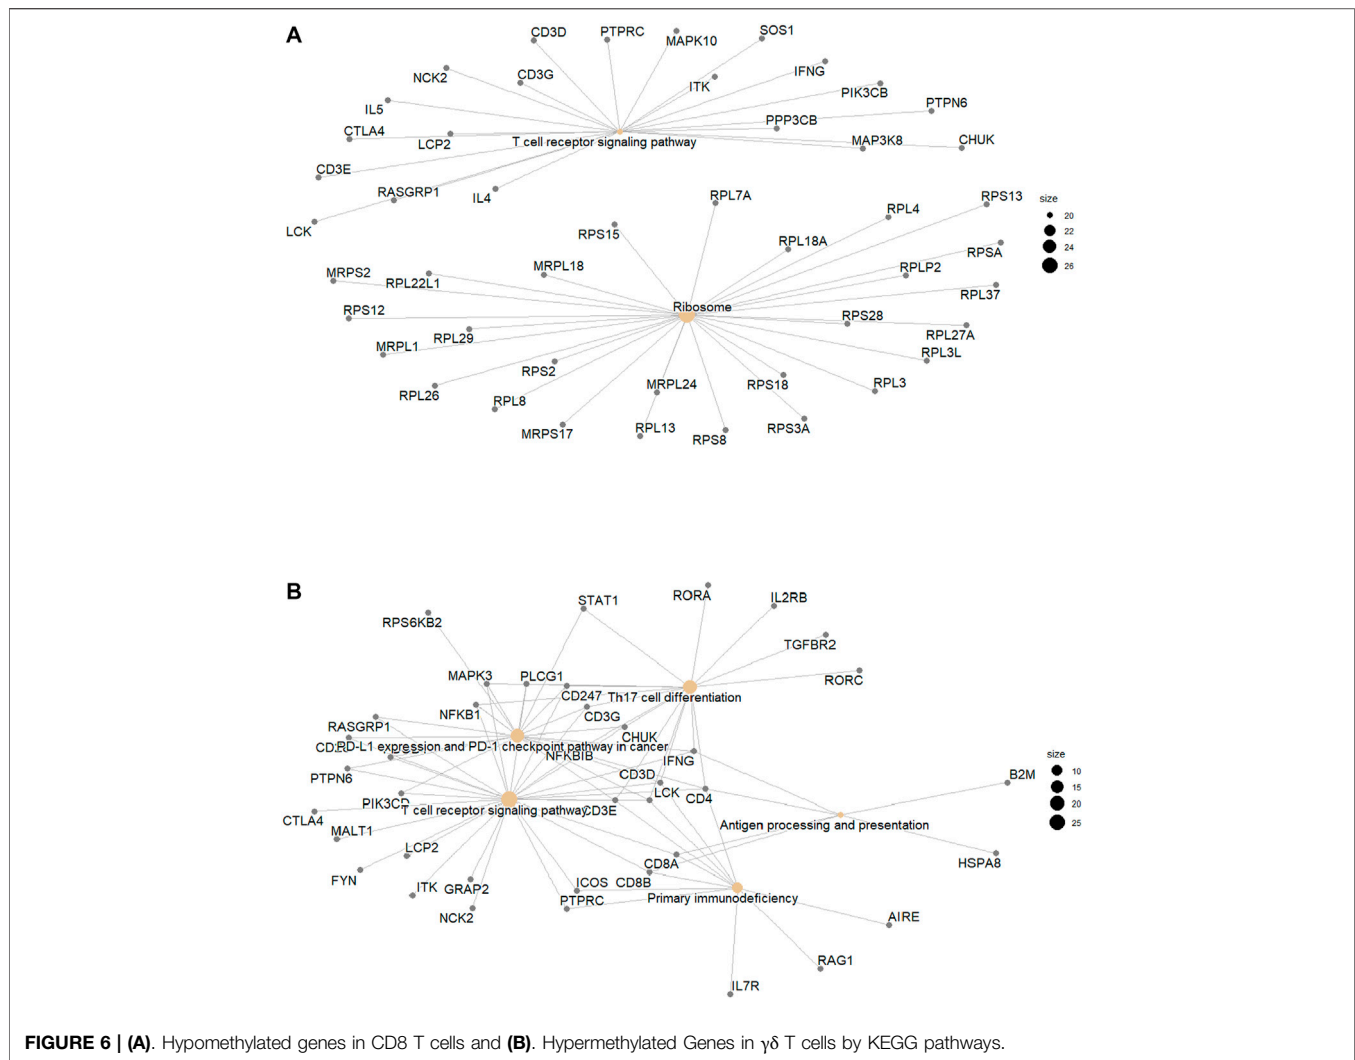 A
CD3D
PTPRC
MAPK10
SOS1
NCK2
CD3G
ITK
IFNG
PIK3CB
IL5
PTPN6
CTLA4
LCP2
PPP3CB
T cell receptor signaling pathway
MAP3K8
CHUK
CD3E
RASGRP1
IL4
LCK
RPL7A
RPS13
size
20
22
24
26
RPS15
RPL4
RPL18A
RPSA
MRPS2
RPL22L1
MRPL18
RPLP2
RPL37
RPS12
Ribosome
RPS28
RPL29
RPL27A
MRPL1
RPL3L
RPS2
RPL26
MRPL24
RPS18
RPL3
RPL8
MRPS17
RPL13
RPS8
RPS3A
B
STAT1
RORA
IL2RB
RPS6KB2
TGFBR2
MAPK3
PLCG1
RORC
CD247
Th17 cell differentiation
NFKB1
CD3G
RASGRP1
CHUK
PD-L1 expression and PD-1 checkpoint pathway in cancer
NFKBIB
IFNG
size
10
15
20
25
PTPN6
CD3D
B2M
LCK
CD4
PIK3CD
T cell receptor signaling pathway
CD3E
CTLA4
Antigen processing and presentation
MALT1
LCP2
CD8A
HSPA8
FYN
ITK
GRAP2
ICOS
CD8B
PTPRC
Primary immunodeficiency
NCK2
AIRE
RAG1
IL7R
FIGURE 6 | (A). Hypomethylated genes in CD8 T cells and (B). Hypermethylated Genes in γδ T cells by KEGG pathways.